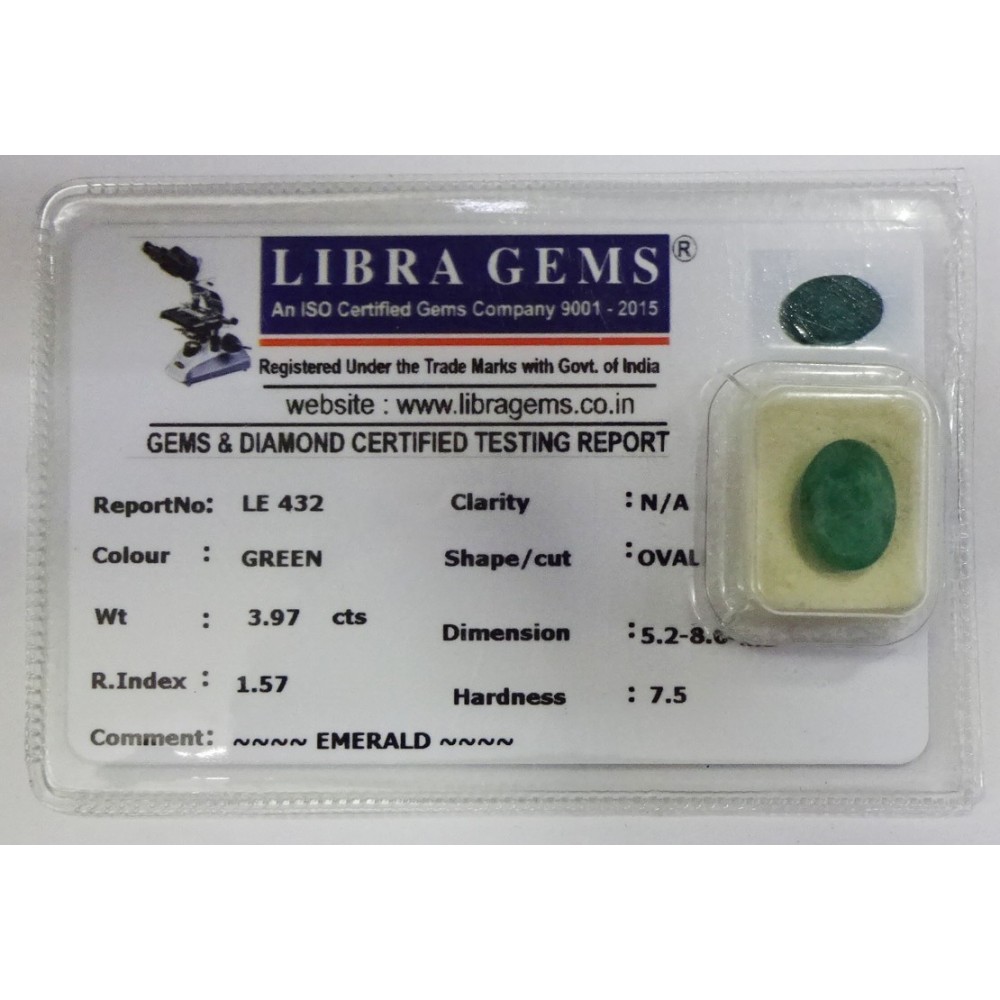 LIBRA GEMS ®
An ISO Certified Gems Company 9001 - 2015
Registered Under the Trade Marks with Govt. of India
website : www.libragems.co.in
GEMS & DIAMOND CERTIFIED TESTING REPORT
ReportNo: LE 432 Clarity : N/A
Colour : GREEN Shape/cut : OVAL
Wt : 3.97 cts Dimension : 5.2-8.
R.Index : 1.57 Hardness : 7.5
Comment: ~~~~ EMERALD ~~~~